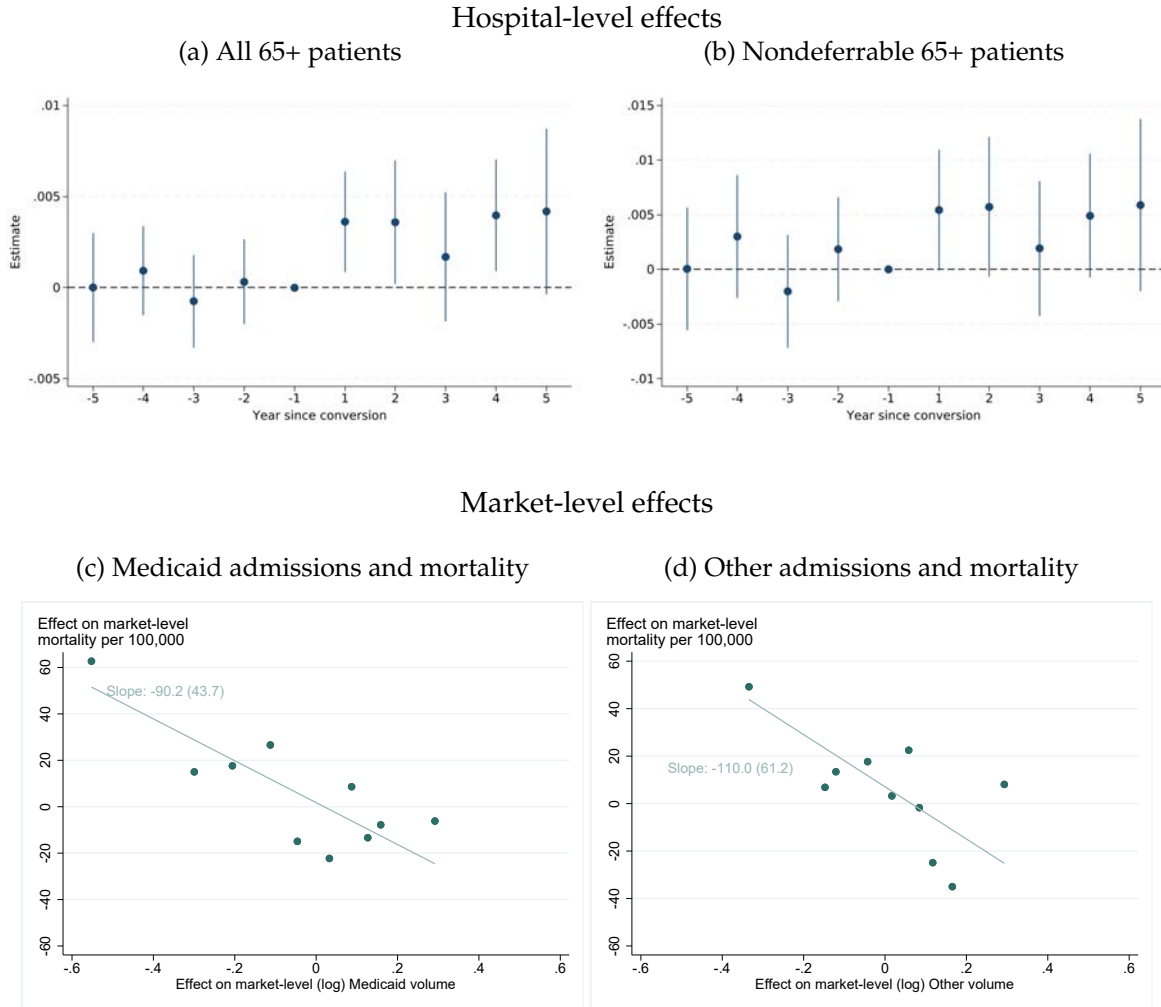 Hospital-level effects
(a) All 65+ patients
(b) Nondeferrable 65+ patients
.01
.005
0
-.005
Estimate
-5 -4 -3 -2 -1 1 2 3 4 5
Year since conversion
.015
.01
.005
0
-.005
-.01
Estimate
-5 -4 -3 -2 -1 1 2 3 4 5
Year since conversion
Market-level effects
(c) Medicaid admissions and mortality
(d) Other admissions and mortality
Effect on market-level
mortality per 100,000
60
40
20
0
-20
-40
-60
Slope: -90.2 (43.7)
-.6 -.4 -.2 0 .2 .4 .6
Effect on market-level (log) Medicaid volume
Effect on market-level
mortality per 100,000
60
40
20
0
-20
-40
-60
Slope: -110.0 (61.2)
-.6 -.4 -.2 0 .2 .4 .6
Effect on market-level (log) Other volume